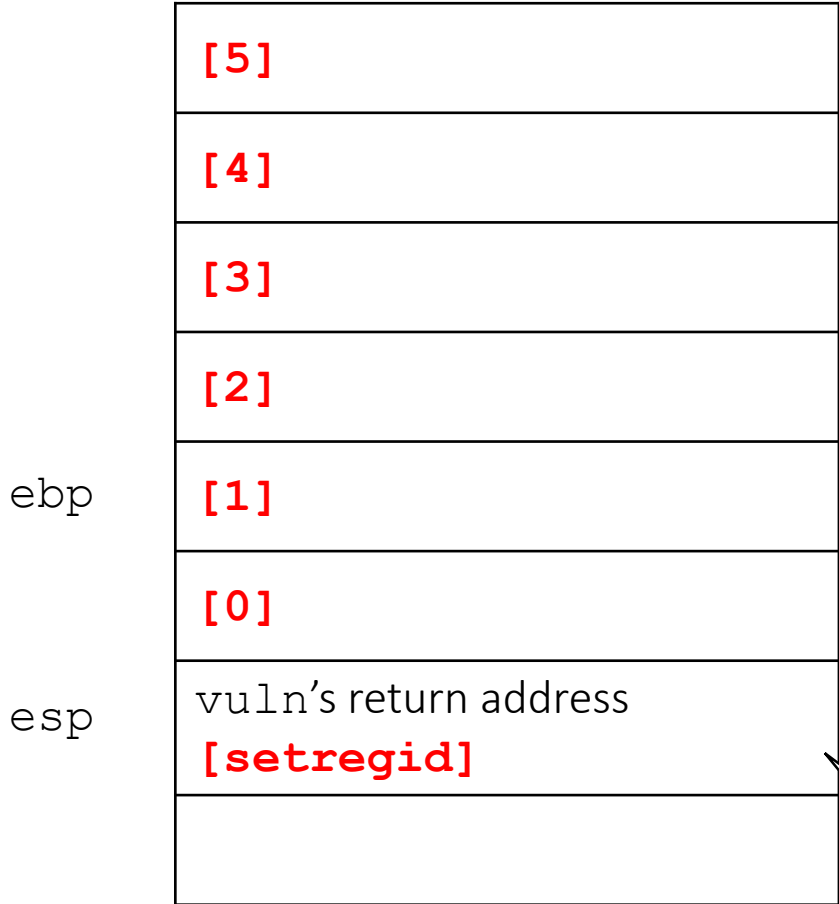 [5]
[4]
[3]
[2]
ebp [1]
[0]
esp vuln’s return address
[setregid]